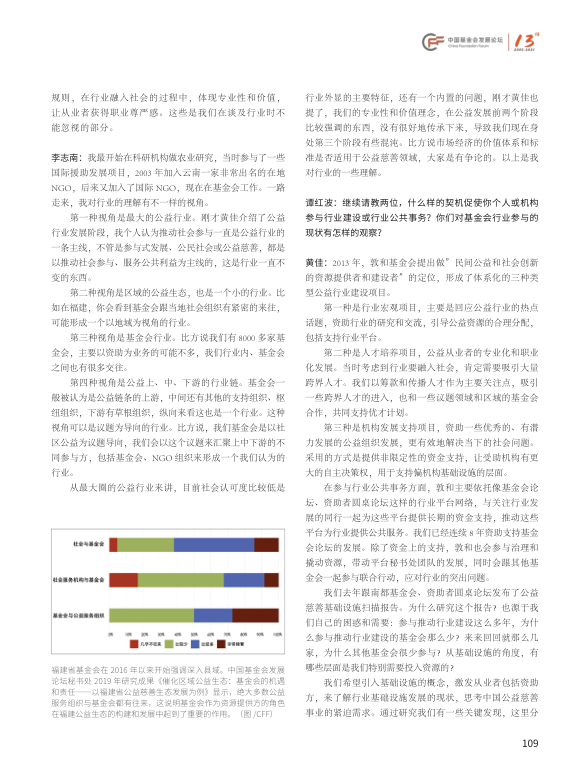 中国基金会发展论坛
China Foundation Forum
13
2008-2021
规则，在行业融入社会的过程中，体现专业性和价值，
让从业者获得职业尊严感。这些是我们在谈及行业时不
能忽视的部分。
李志南：我最开始在科研机构做农业研究，当时参与了一些
国际援助发展项目，2003 年加入云南一家非常出名的在地
NGO，后来又加入了国际 NGO，现在在基金会工作。一路
走来，我对行业的理解有不一样的视角。
第一种视角是最大的公益行业。刚才黄佳介绍了公益
行业发展阶段，我个人认为推动社会参与一直是公益行业的
一条主线，不管是参与式发展、公民社会或公益慈善，都是
以推动社会参与、服务公共利益为主线的，这是行业一直不
变的东西。
第二种视角是区域的公益生态，也是一个小的行业。比
如在福建，你会看到基金会跟当地社会组织有紧密的来往，
可能形成一个以地域为视角的行业。
第三种视角是基金会行业。比方说我们有 8000 多家基
金会，主要以资助为业务的可能不多，我们行业内、基金会
之间也有很多交往。
第四种视角是公益上、中、下游的行业链。基金会一
般被认为是公益链条的上游，中间还有其他的支持组织、枢
纽组织，下游有草根组织，纵向来看这也是一个行业。这种
视角可以是议题为导向的行业。比方说，我们基金会是以社
区公益为议题导向，我们会以这个议题来汇聚上中下游的不
同参与方，包括基金会、NGO 组织来形成一个我们认为的
行业。
从最大圈的公益行业来讲，目前社会认可度比较低是
社会与基金会
社会服务机构与基金会
基金会与公益服务组织
0% 10% 20% 30% 40% 50% 60% 70% 80% 90% 100%
几乎不往来 比较少 比较多 非常频繁
福建省基金会在 2016 年以来开始强调深入县域。中国基金会发展
论坛秘书处 2019 年研究成果《催化区域公益生态：基金会的机遇
和责任——以福建省公益慈善生态发展为例》显示，绝大多数公益
服务组织与基金会都有往来。这说明基金会作为资源提供方的角色
在福建公益生态的构建和发展中起到了重要的作用。（图 /CFF）
行业外显的主要特征，还有一个内置的问题，刚才黄佳也
提了，我们的专业性和价值理念，在公益发展前两个阶段
比较强调的东西，没有很好地传承下来，导致我们现在身
处第三个阶段有些混沌。比方说市场经济的价值体系和标
准是否适用于公益慈善领域，大家是有争论的。以上是我
对行业的一些理解。
谭红波：继续请教两位，什么样的契机促使你个人或机构
参与行业建设或行业公共事务？你们对基金会行业参与的
现状有怎样的观察？
黄佳：2013 年，敦和基金会提出做”民间公益和社会创新
的资源提供者和建设者”的定位，形成了体系化的三种类
型公益行业建设项目。
第一种是行业宏观项目，主要是回应公益行业的热点
话题，资助行业的研究和交流，引导公益资源的合理分配，
包括支持行业平台。
第二种是人才培养项目，公益从业者的专业化和职业
化发展。当时考虑到行业要融入社会，肯定需要吸引大量
跨界人才。我们以筹款和传播人才作为主要关注点，吸引
一些跨界人才的进入，也和一些议题领域和区域的基金会
合作，共同支持优才计划。
第三种是机构发展支持项目，资助一些优秀的、有潜
力发展的公益组织发展，更有效地解决当下的社会问题。
采用的方式是提供非限定性的资金支持，让受助机构有更
大的自主决策权，用于支持偏机构基础设施的层面。
在参与行业公共事务方面，敦和主要依托像基金会论
坛、资助者圆桌论坛这样的行业平台网络，与关注行业发
展的同行一起为这些平台提供长期的资金支持，推动这些
平台为行业提供公共服务。我们已经连续 8 年资助支持基金
会论坛的发展。除了资金上的支持，敦和也会参与治理和
撬动资源，带动平台秘书处团队的发展，同时会跟其他基
金会一起参与联合行动，应对行业的突出问题。
我们去年跟南都基金会、资助者圆桌论坛发布了公益
慈善基础设施扫描报告。为什么研究这个报告？也源于我
们自己的困惑和需要：参与推动行业建设这么多年，为什
么参与推动行业建设的基金会那么少？来来回回就那么几
家，为什么其他基金会很少参与？从基础设施的角度，有
哪些层面是我们特别需要投入资源的？
我们希望引入基础设施的概念，激发从业者包括资助
方，来了解行业基础设施发展的现状，思考中国公益慈善
事业的紧迫需求。通过研究我们有一些关键发现，这里分
109